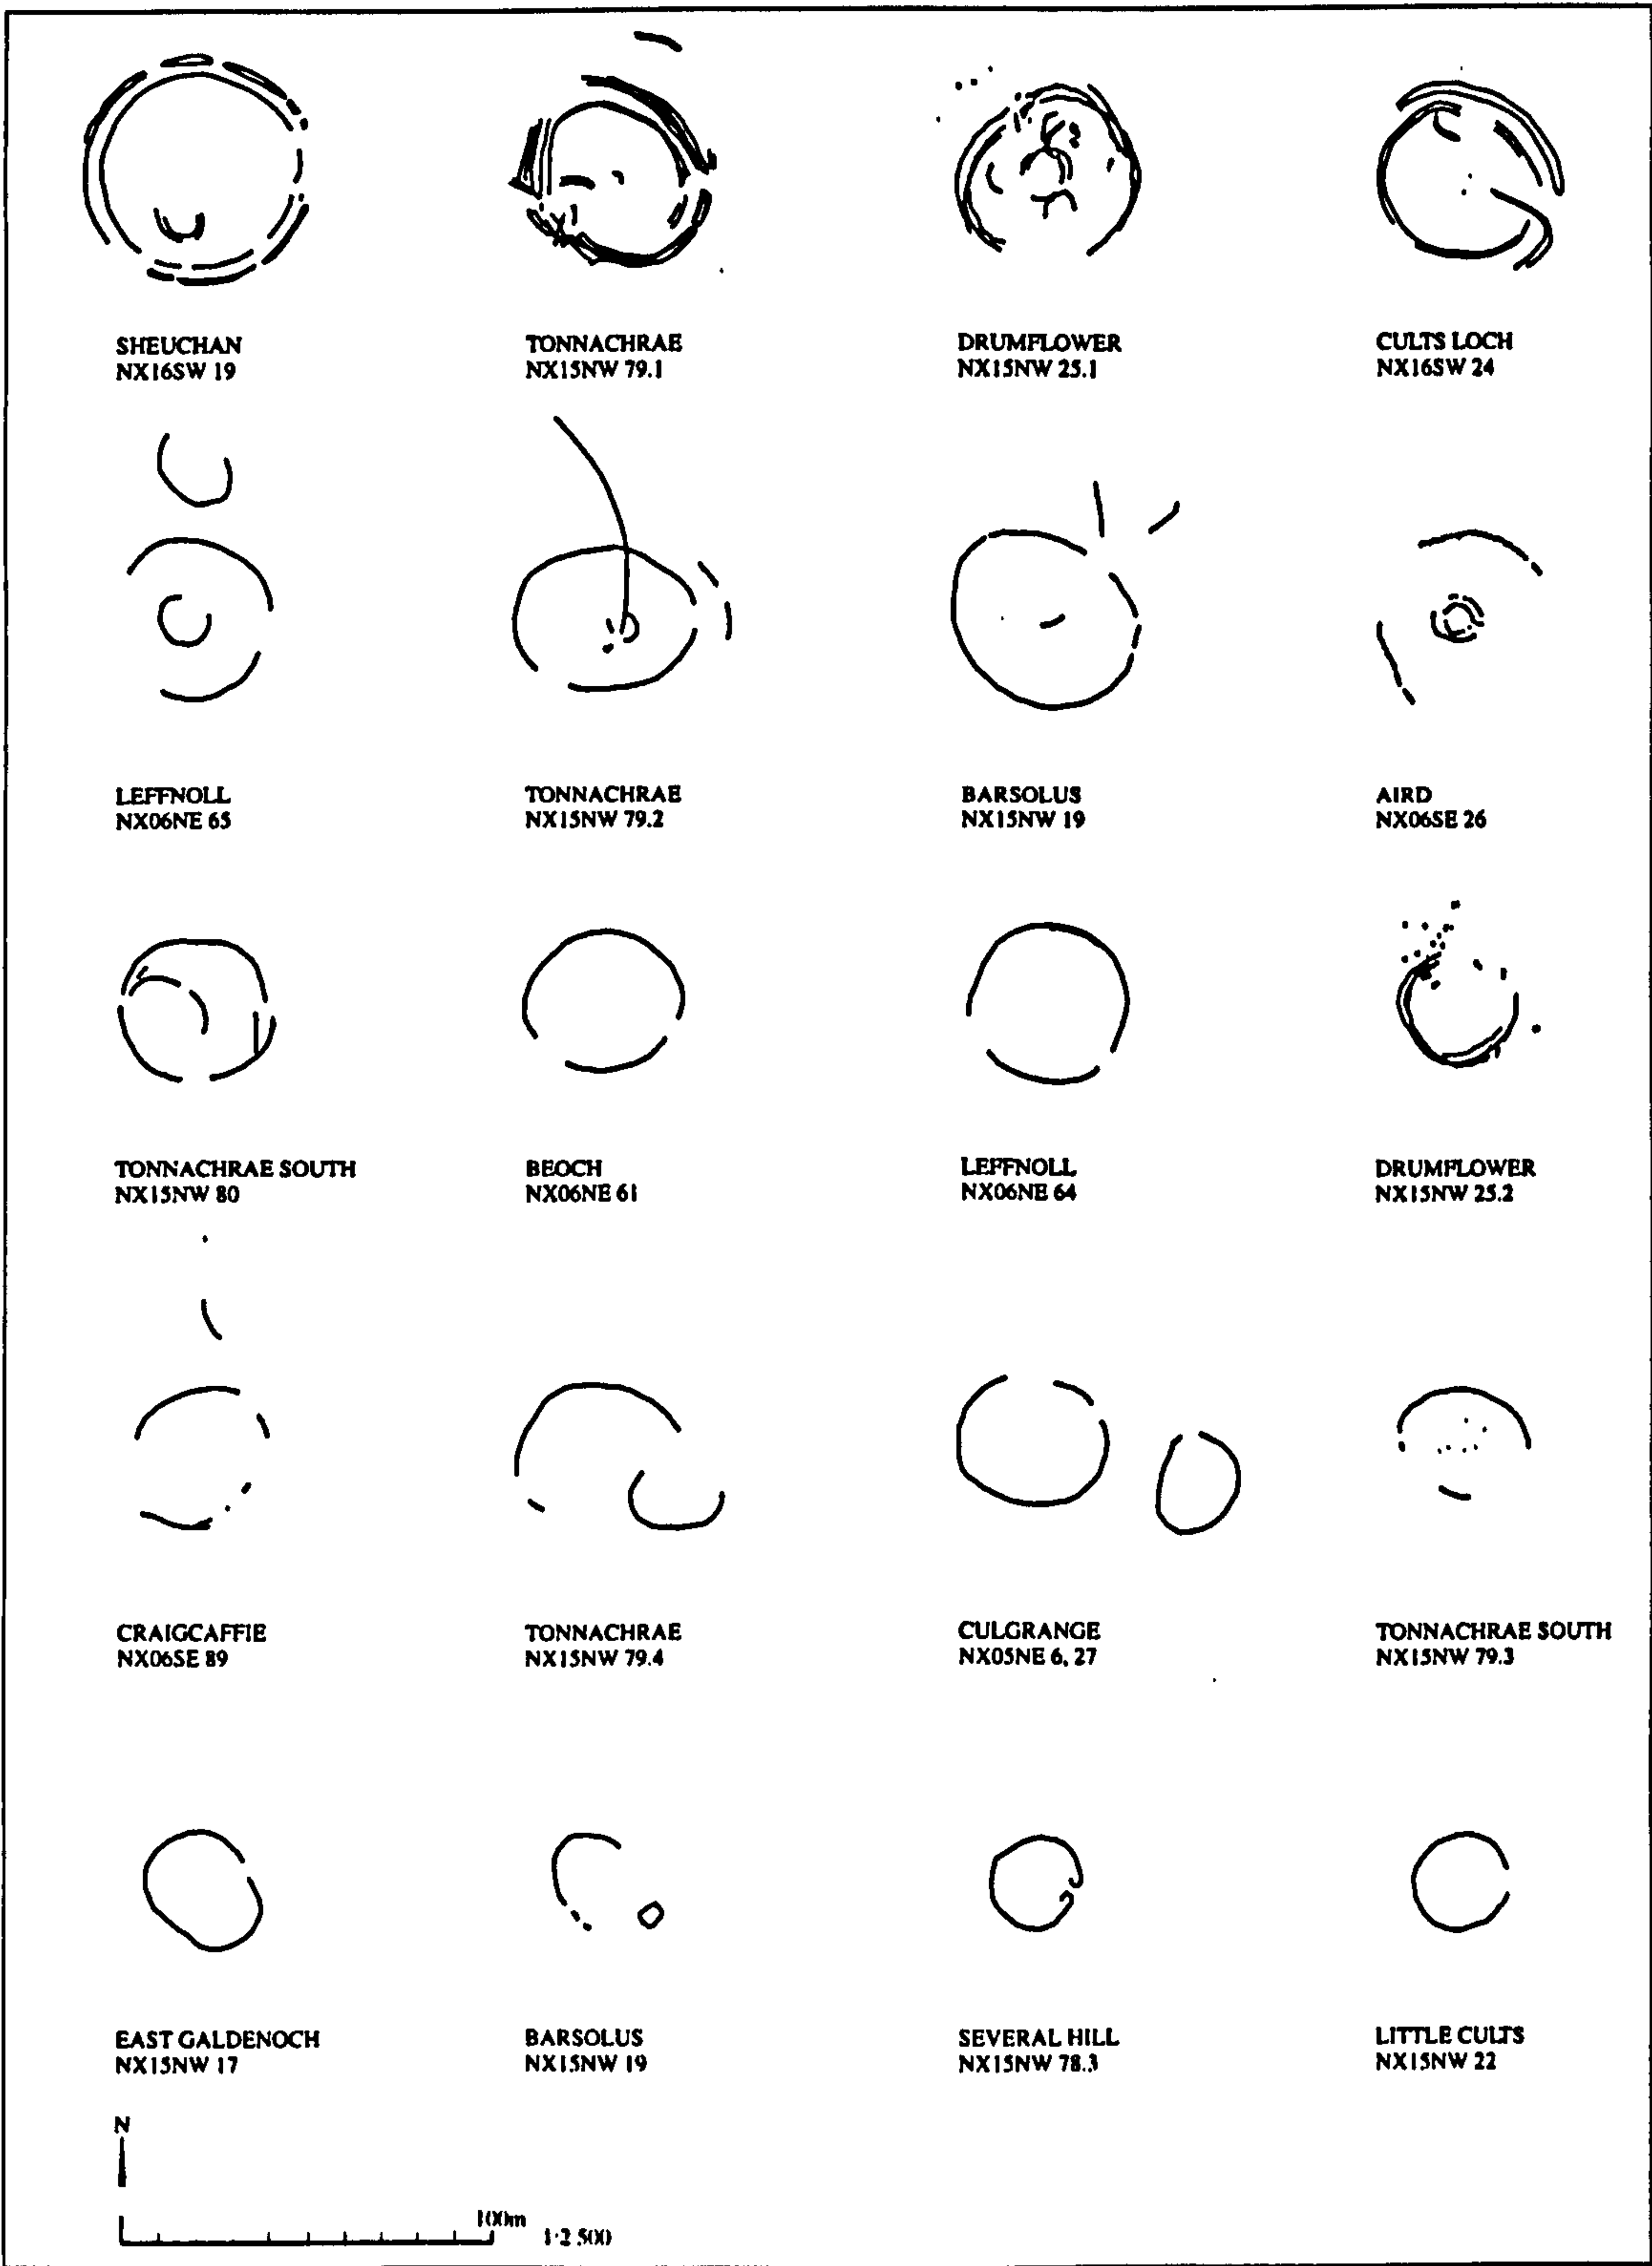 SHEUCHAN
NX16SW 19
TONNACHRAE
NX15NW 79.1
DRUMFLOWER
NX15NW 25.1
CULTS LOCH
NX16SW 24
LEFFNOLL
NX06NE 65
TONNACHRAE
NX15NW 79.2
BARSOLUS
NX15NW 19
AIRD
NX06SE 26
TONNACHRAE SOUTH
NX15NW 80
BEOCH
NX06NE 61
LEFFNOLL
NX06NE 64
DRUMFLOWER
NX15NW 25.2
CRAIGCAFFIE
NX06SE 89
TONNACHRAE
NX15NW 79.4
CULGRANGE
NX05NE 6, 27
TONNACHRAE SOUTH
NX15NW 79.3
EAST GALDENOCH
NX15NW 17
BARSOLUS
NX15NW 19
SEVERAL HILL
NX15NW 78.3
LITTLE CULTS
NX15NW 22
N
100m
1:2 500